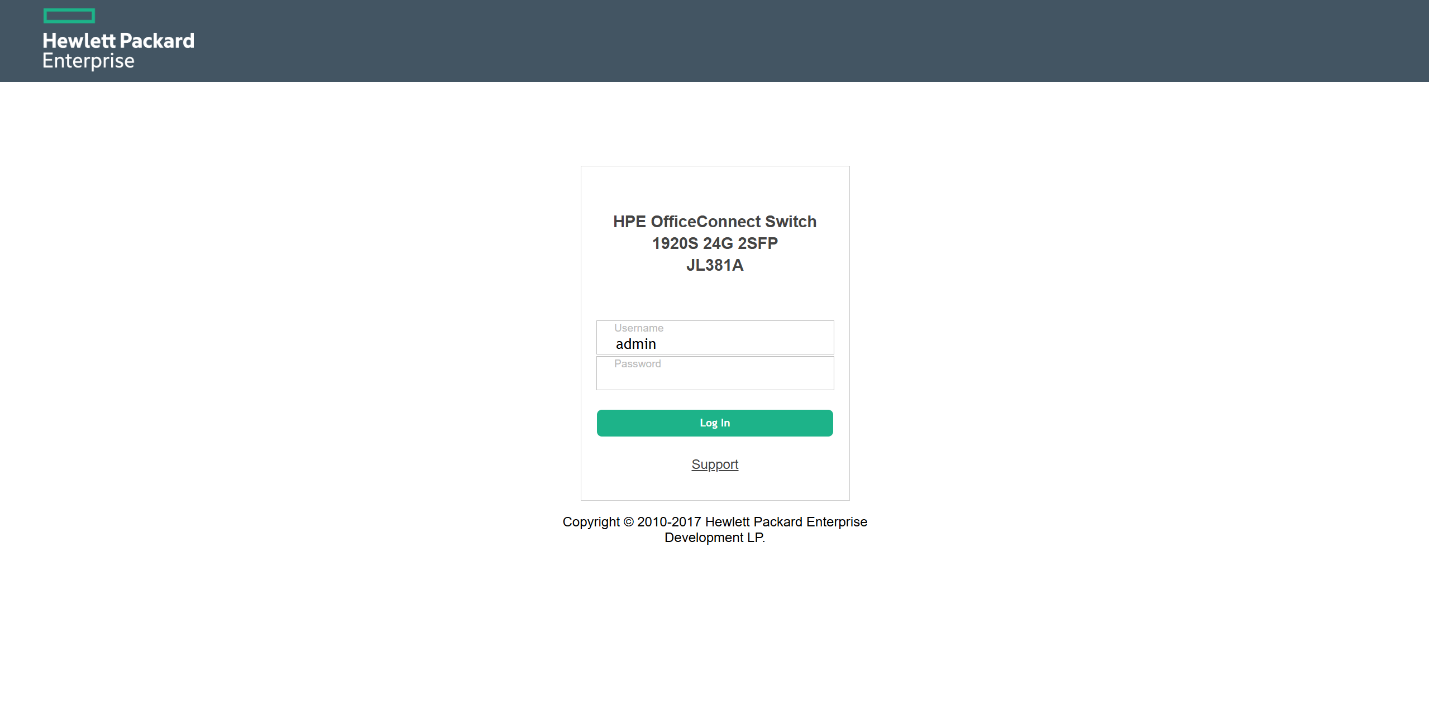 Hewlett Packard
Enterprise
HPE OfficeConnect Switch
1920S 24G 2SFP
JL381A
Username
admin
Password
Log In
Support
Copyright © 2010-2017 Hewlett Packard Enterprise
Development LP.